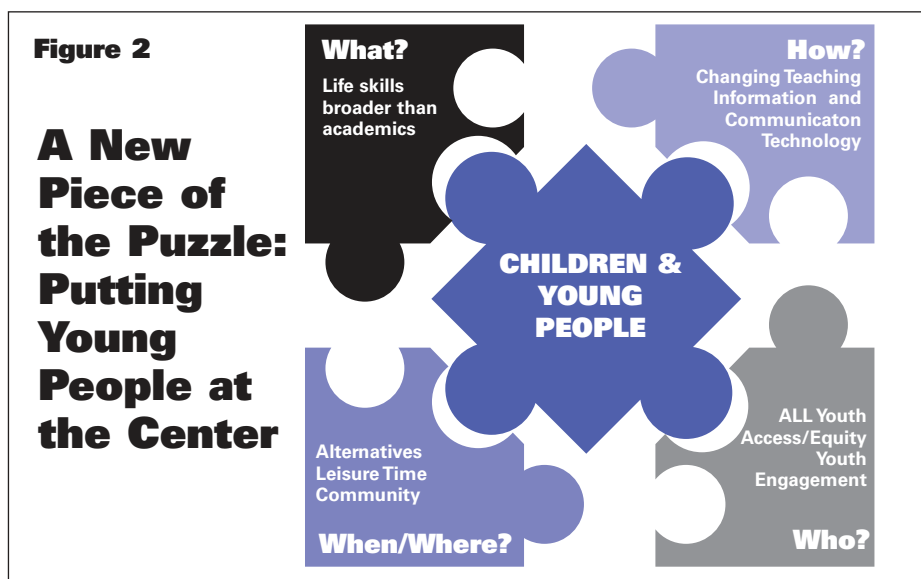 Figure 2
A New
Piece of
the Puzzle:
Putting
Young
People at
the Center
What?
Life skills
broader than
academics
How?
Changing Teaching
Information and
Communicaton
Technology
CHILDREN &
YOUNG
PEOPLE
Alternatives
Leisure Time
Community
When/Where?
ALL Youth
Access/Equity
Youth
Engagement
Who?